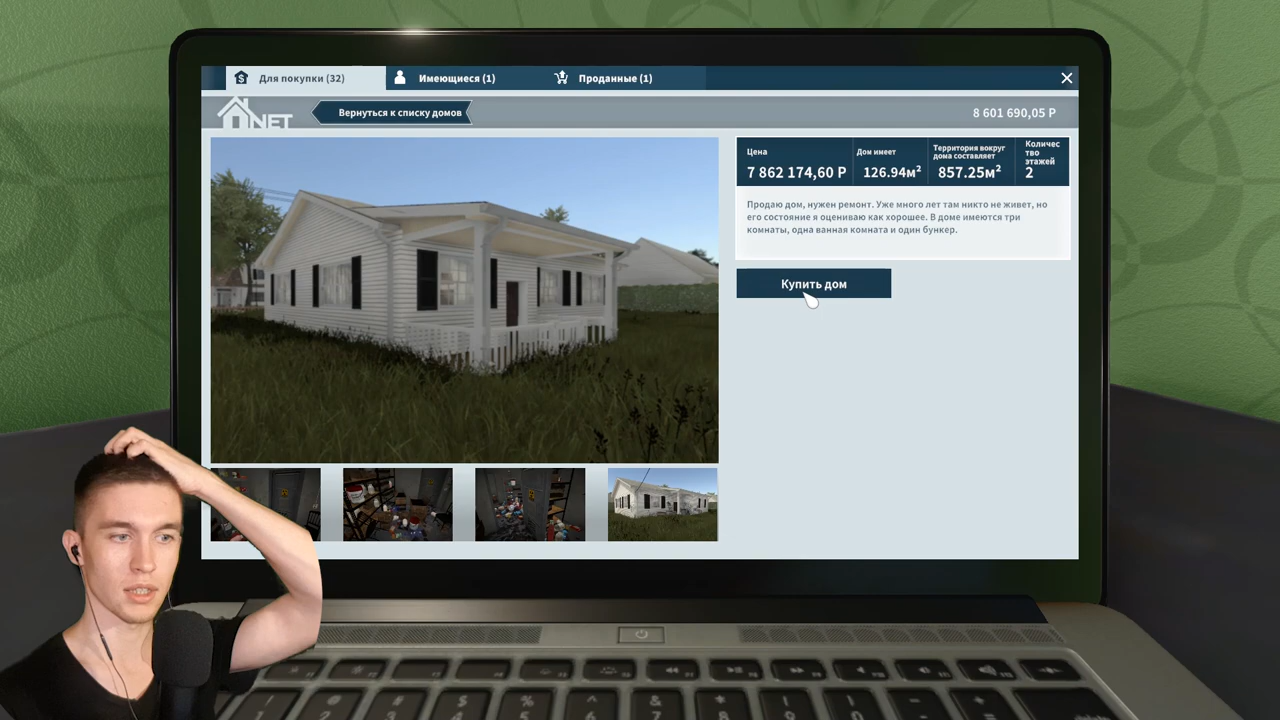 Для покупки (32)
Имеющиеся (1)
Проданные (1)
NET
Вернуться к списку домов
8 601 690,05 Р
Цена
7 862 174,60 Р
Дом имеет
126.94м²
Территория вокруг
дома составляет
857.25м²
Количес
тво
этажей
2
Продаю дом, нужен ремонт. Уже много лет там никто не живет, но
его состояние я оцениваю как хорошее. В доме имеются три
комнаты, одна ванная комната и один бункер.
Купить дом